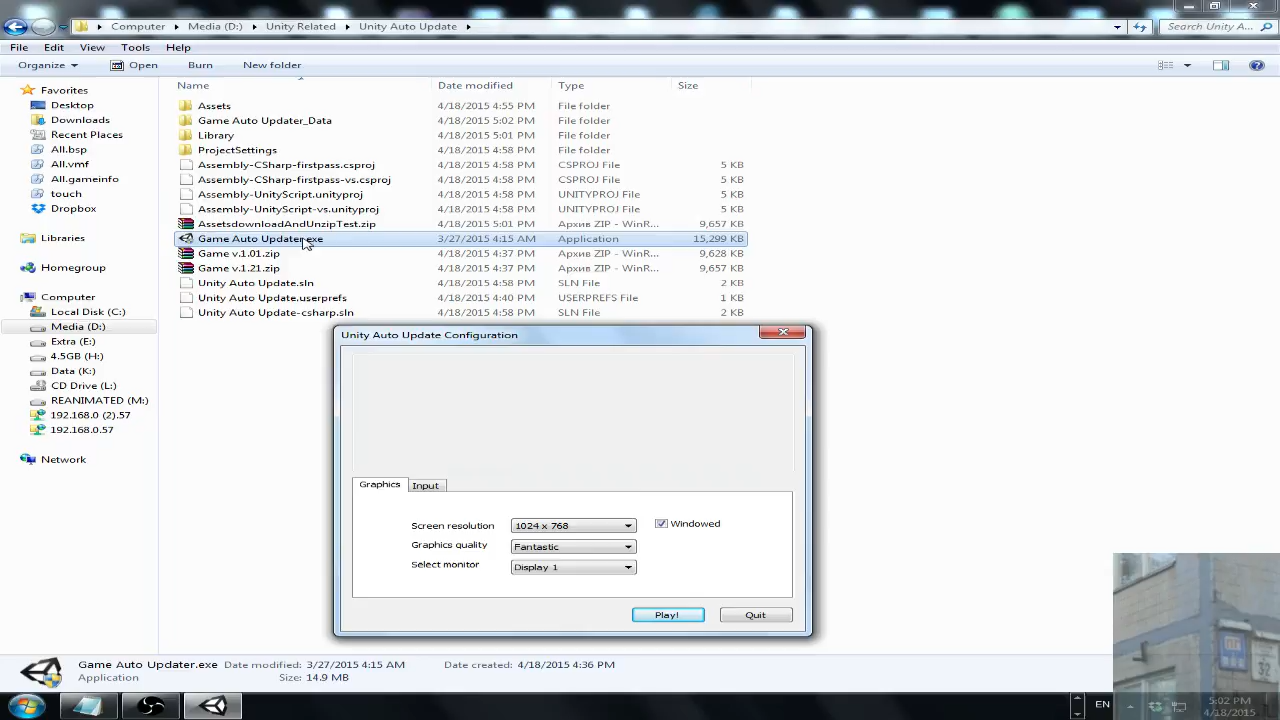 Computer ▸ Media (D:) ▸ Unity Related ▸ Unity Auto Update ▸
Search Unity A...
File Edit View Tools Help
Organize Open Burn New folder
Name Date modified Type Size
Favorites
Desktop
Downloads
Recent Places
All.bsp
All.vmf
All.gameinfo
touch
Dropbox
Libraries
Homegroup
Computer
Local Disk (C:)
Media (D:)
Extra (E:)
4.5GB (H:)
Data (K:)
CD Drive (L:)
REANIMATED (M:)
192.168.0 (2).57
192.168.0.57
Network
Assets 4/18/2015 4:55 PM File folder
Game Auto Updater_Data 4/18/2015 5:02 PM File folder
Library 4/18/2015 5:01 PM File folder
ProjectSettings 4/18/2015 4:58 PM File folder
Assembly-CSharp-firstpass.csproj 4/18/2015 4:58 PM CSPROJ File 5 KB
Assembly-CSharp-firstpass-vs.csproj 4/18/2015 4:58 PM CSPROJ File 5 KB
Assembly-UnityScript.unityproj 4/18/2015 4:58 PM UNITYPROJ File 5 KB
Assembly-UnityScript-vs.unityproj 4/18/2015 4:58 PM UNITYPROJ File 5 KB
AssetsdownloadAndUnzipTest.zip 4/18/2015 5:01 PM Архив ZIP - WinR... 9,657 KB
Game Auto Updater.exe 3/27/2015 4:15 AM Application 15,299 KB
Game v.1.01.zip 4/18/2015 4:37 PM Архив ZIP - WinR... 9,628 KB
Game v.1.21.zip 4/18/2015 4:37 PM Архив ZIP - WinR... 9,657 KB
Unity Auto Update.sln 4/18/2015 4:58 PM SLN File 2 KB
Unity Auto Update.userprefs 4/18/2015 4:40 PM USERPREFS File 1 KB
Unity Auto Update-csharp.sln 4/18/2015 4:58 PM SLN File 2 KB
Unity Auto Update Configuration
Graphics Input
Screen resolution 1024 x 768 Windowed
Graphics quality Fantastic
Select monitor Display 1
Play! Quit
Game Auto Updater.exe Date modified: 3/27/2015 4:15 AM Date created: 4/18/2015 4:36 PM
Application Size: 14.9 MB
32
EN
5:02 PM
4/18/2015